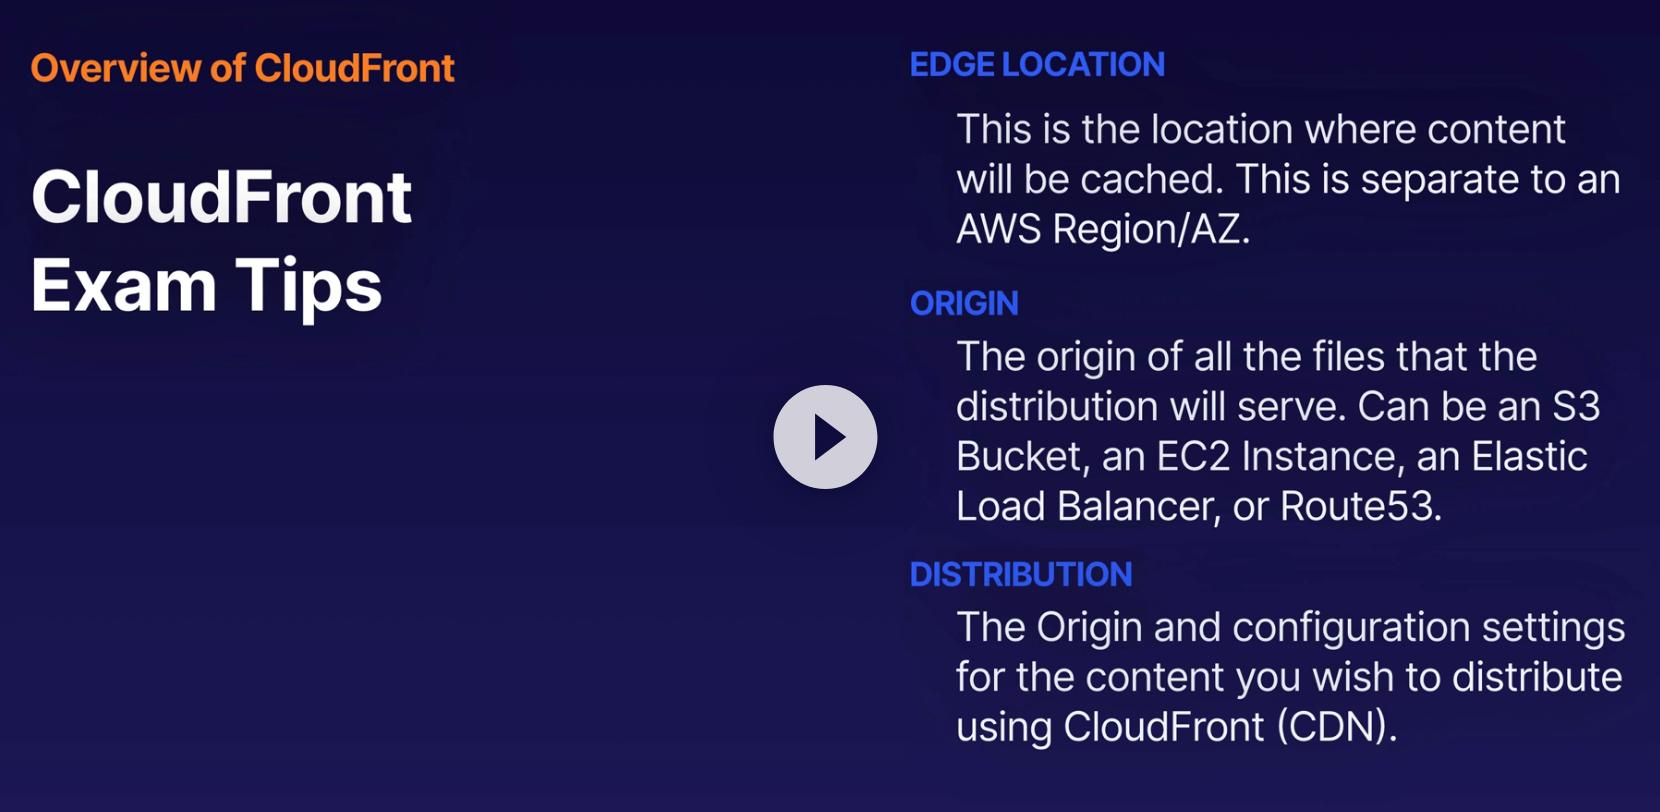 Overview of CloudFront
CloudFront
Exam Tips
EDGE LOCATION
This is the location where content
will be cached. This is separate to an
AWS Region/AZ.
ORIGIN
The origin of all the files that the
distribution will serve. Can be an S3
Bucket, an EC2 Instance, an Elastic
Load Balancer, or Route53.
DISTRIBUTION
The Origin and configuration settings
for the content you wish to distribute
using CloudFront (CDN).